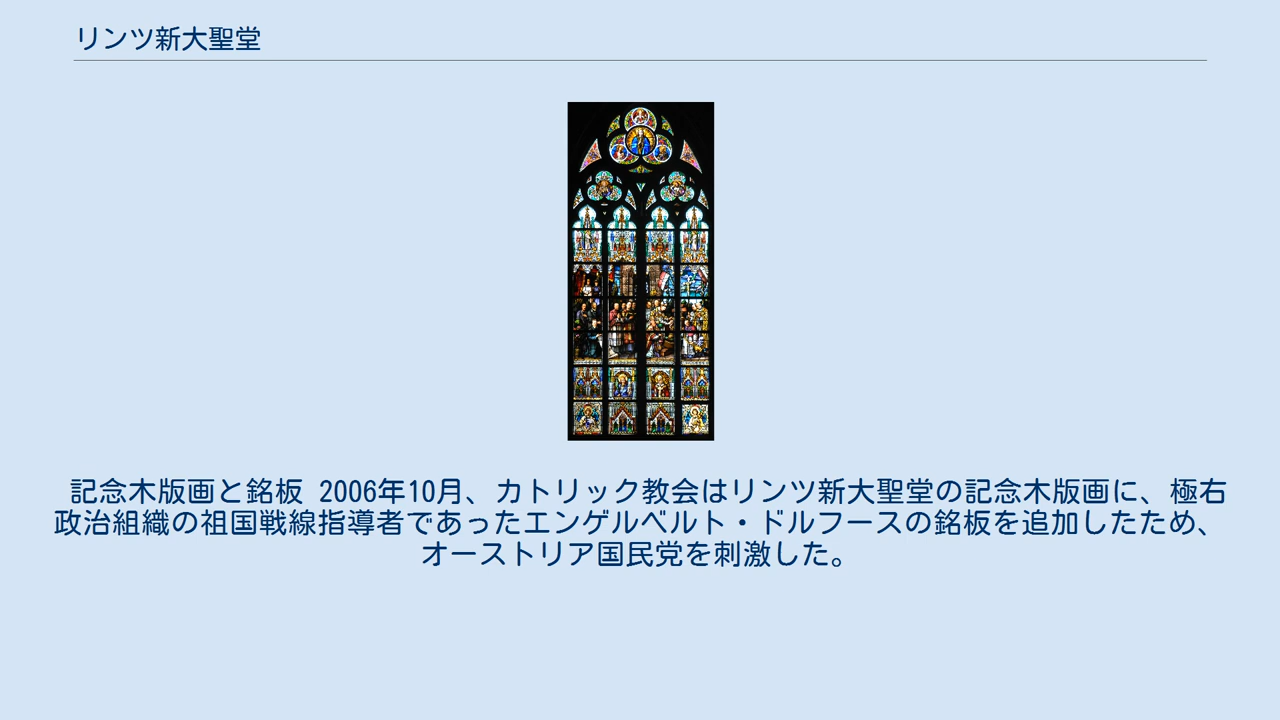 リンツ新大聖堂
記念木版画と銘板 2006年10月、カトリック教会はリンツ新大聖堂の記念木版画に、極右
政治組織の祖国戦線指導者であったエンゲルベルト・ドルフースの銘板を追加したため、
オーストリア国民党を刺激した。